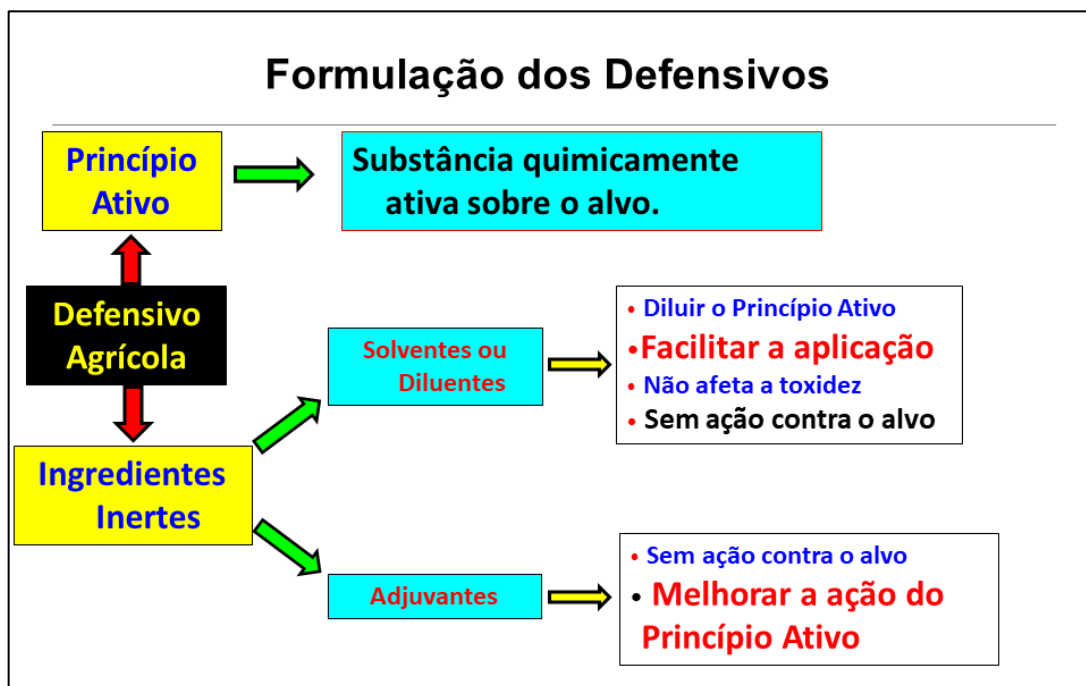 Formulação dos Defensivos
Princípio
Ativo
Substância quimicamente
ativa sobre o alvo.
Defensivo
Agrícola
Solventes ou
Diluentes
• Diluir o Princípio Ativo
•Facilitar a aplicação
• Não afeta a toxidez
• Sem ação contra o alvo
Ingredientes
Inertes
Adjuvantes
• Sem ação contra o alvo
• Melhorar a ação do
Princípio Ativo